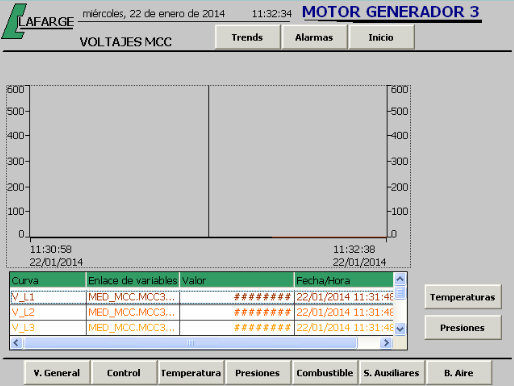 LAFARGE
miércoles, 22 de enero de 2014 11:32:34 MOTOR GENERADOR 3
VOLTAJES MCC Trends Alarmas Inicio
600 600
500 500
400 400
300 300
200 200
100 100
0 0
11:30:58 11:32:38
22/01/2014 22/01/2014
Curva Enlace de variables Valor Fecha/Hora
V_L1 MED_MCC.MCC3... ######## 22/01/2014 11:31:48
V_L2 MED_MCC.MCC3... ######## 22/01/2014 11:31:48
V_L3 MED_MCC.MCC3... ######## 22/01/2014 11:31:48
Temperaturas
Presiones
V. General Control Temperatura Presiones Combustible S. Auxiliares B. Aire